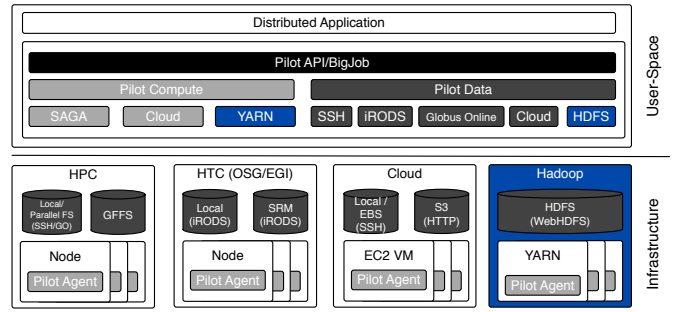 Distributed Application
Pilot API/BigJob
Pilot Compute
Pilot Data
SAGA
Cloud
YARN
SSH
iRODS
Globus Online
Cloud
HDFS
User-Space
HPC
Local/
Parallel FS
(SSH/GO)
GFFS
Node
Pilot Agent
HTC (OSG/EGI)
Local
(iRODS)
SRM
(iRODS)
Node
Pilot Agent
Cloud
Local /
EBS
(SSH)
S3
(HTTP)
EC2 VM
Pilot Agent
Hadoop
HDFS
(WebHDFS)
YARN
Pilot Agent
Infrastructure